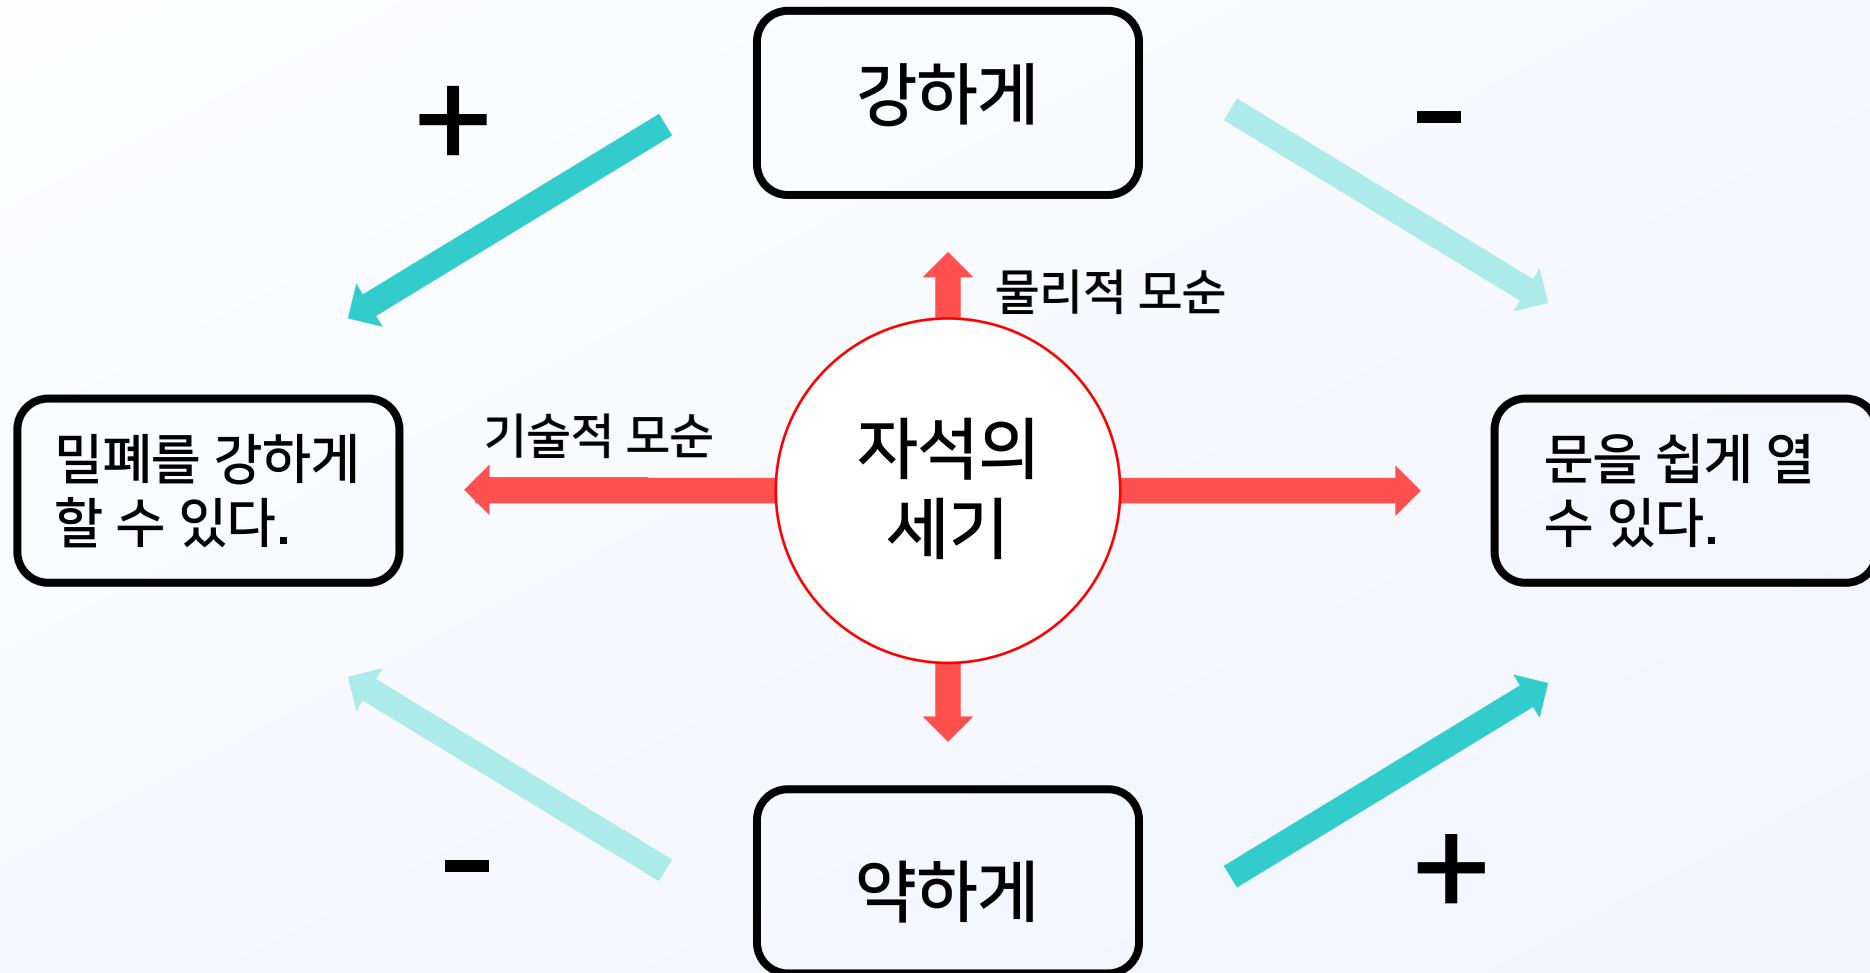 강하게
+
-
물리적 모순
기술적 모순
자석의
세기
밀폐를 강하게
할 수 있다.
문을 쉽게 열
수 있다.
-
약하게
+